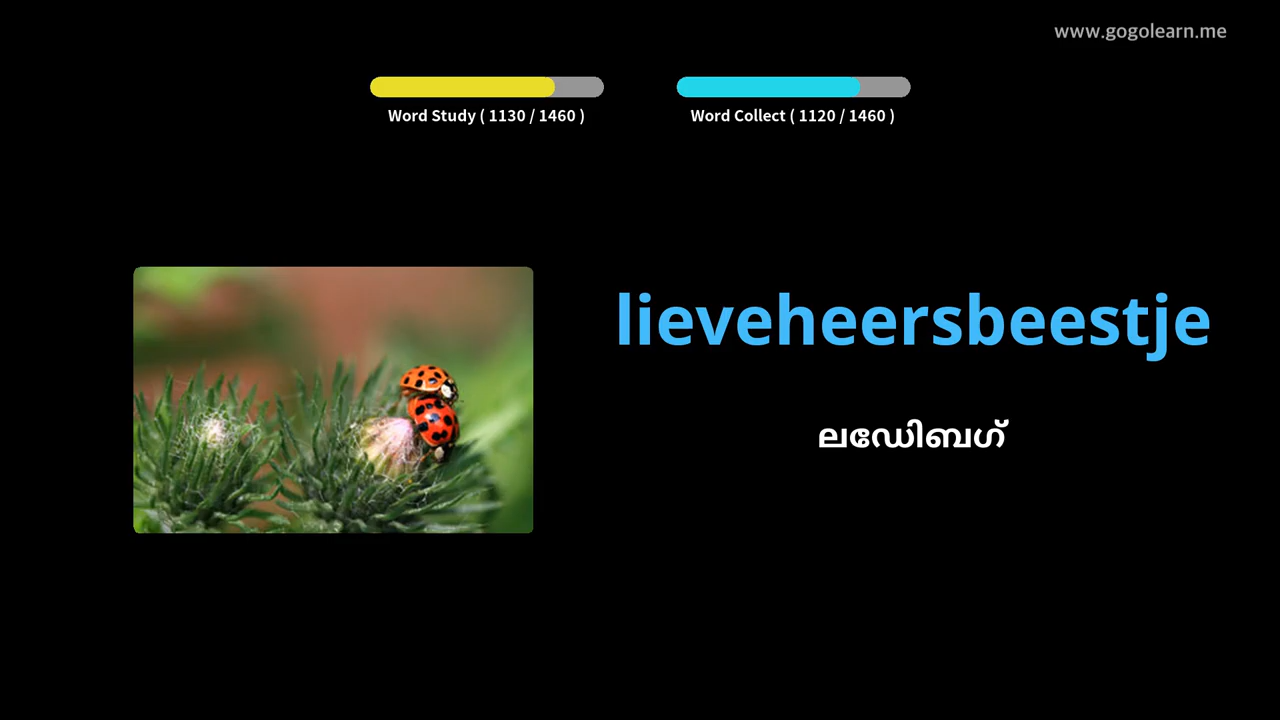 www.gogolearn.me
Word Study ( 1130 / 1460 )
Word Collect ( 1120 / 1460 )
lieveheersbeestje
ലഡേിബഗ്